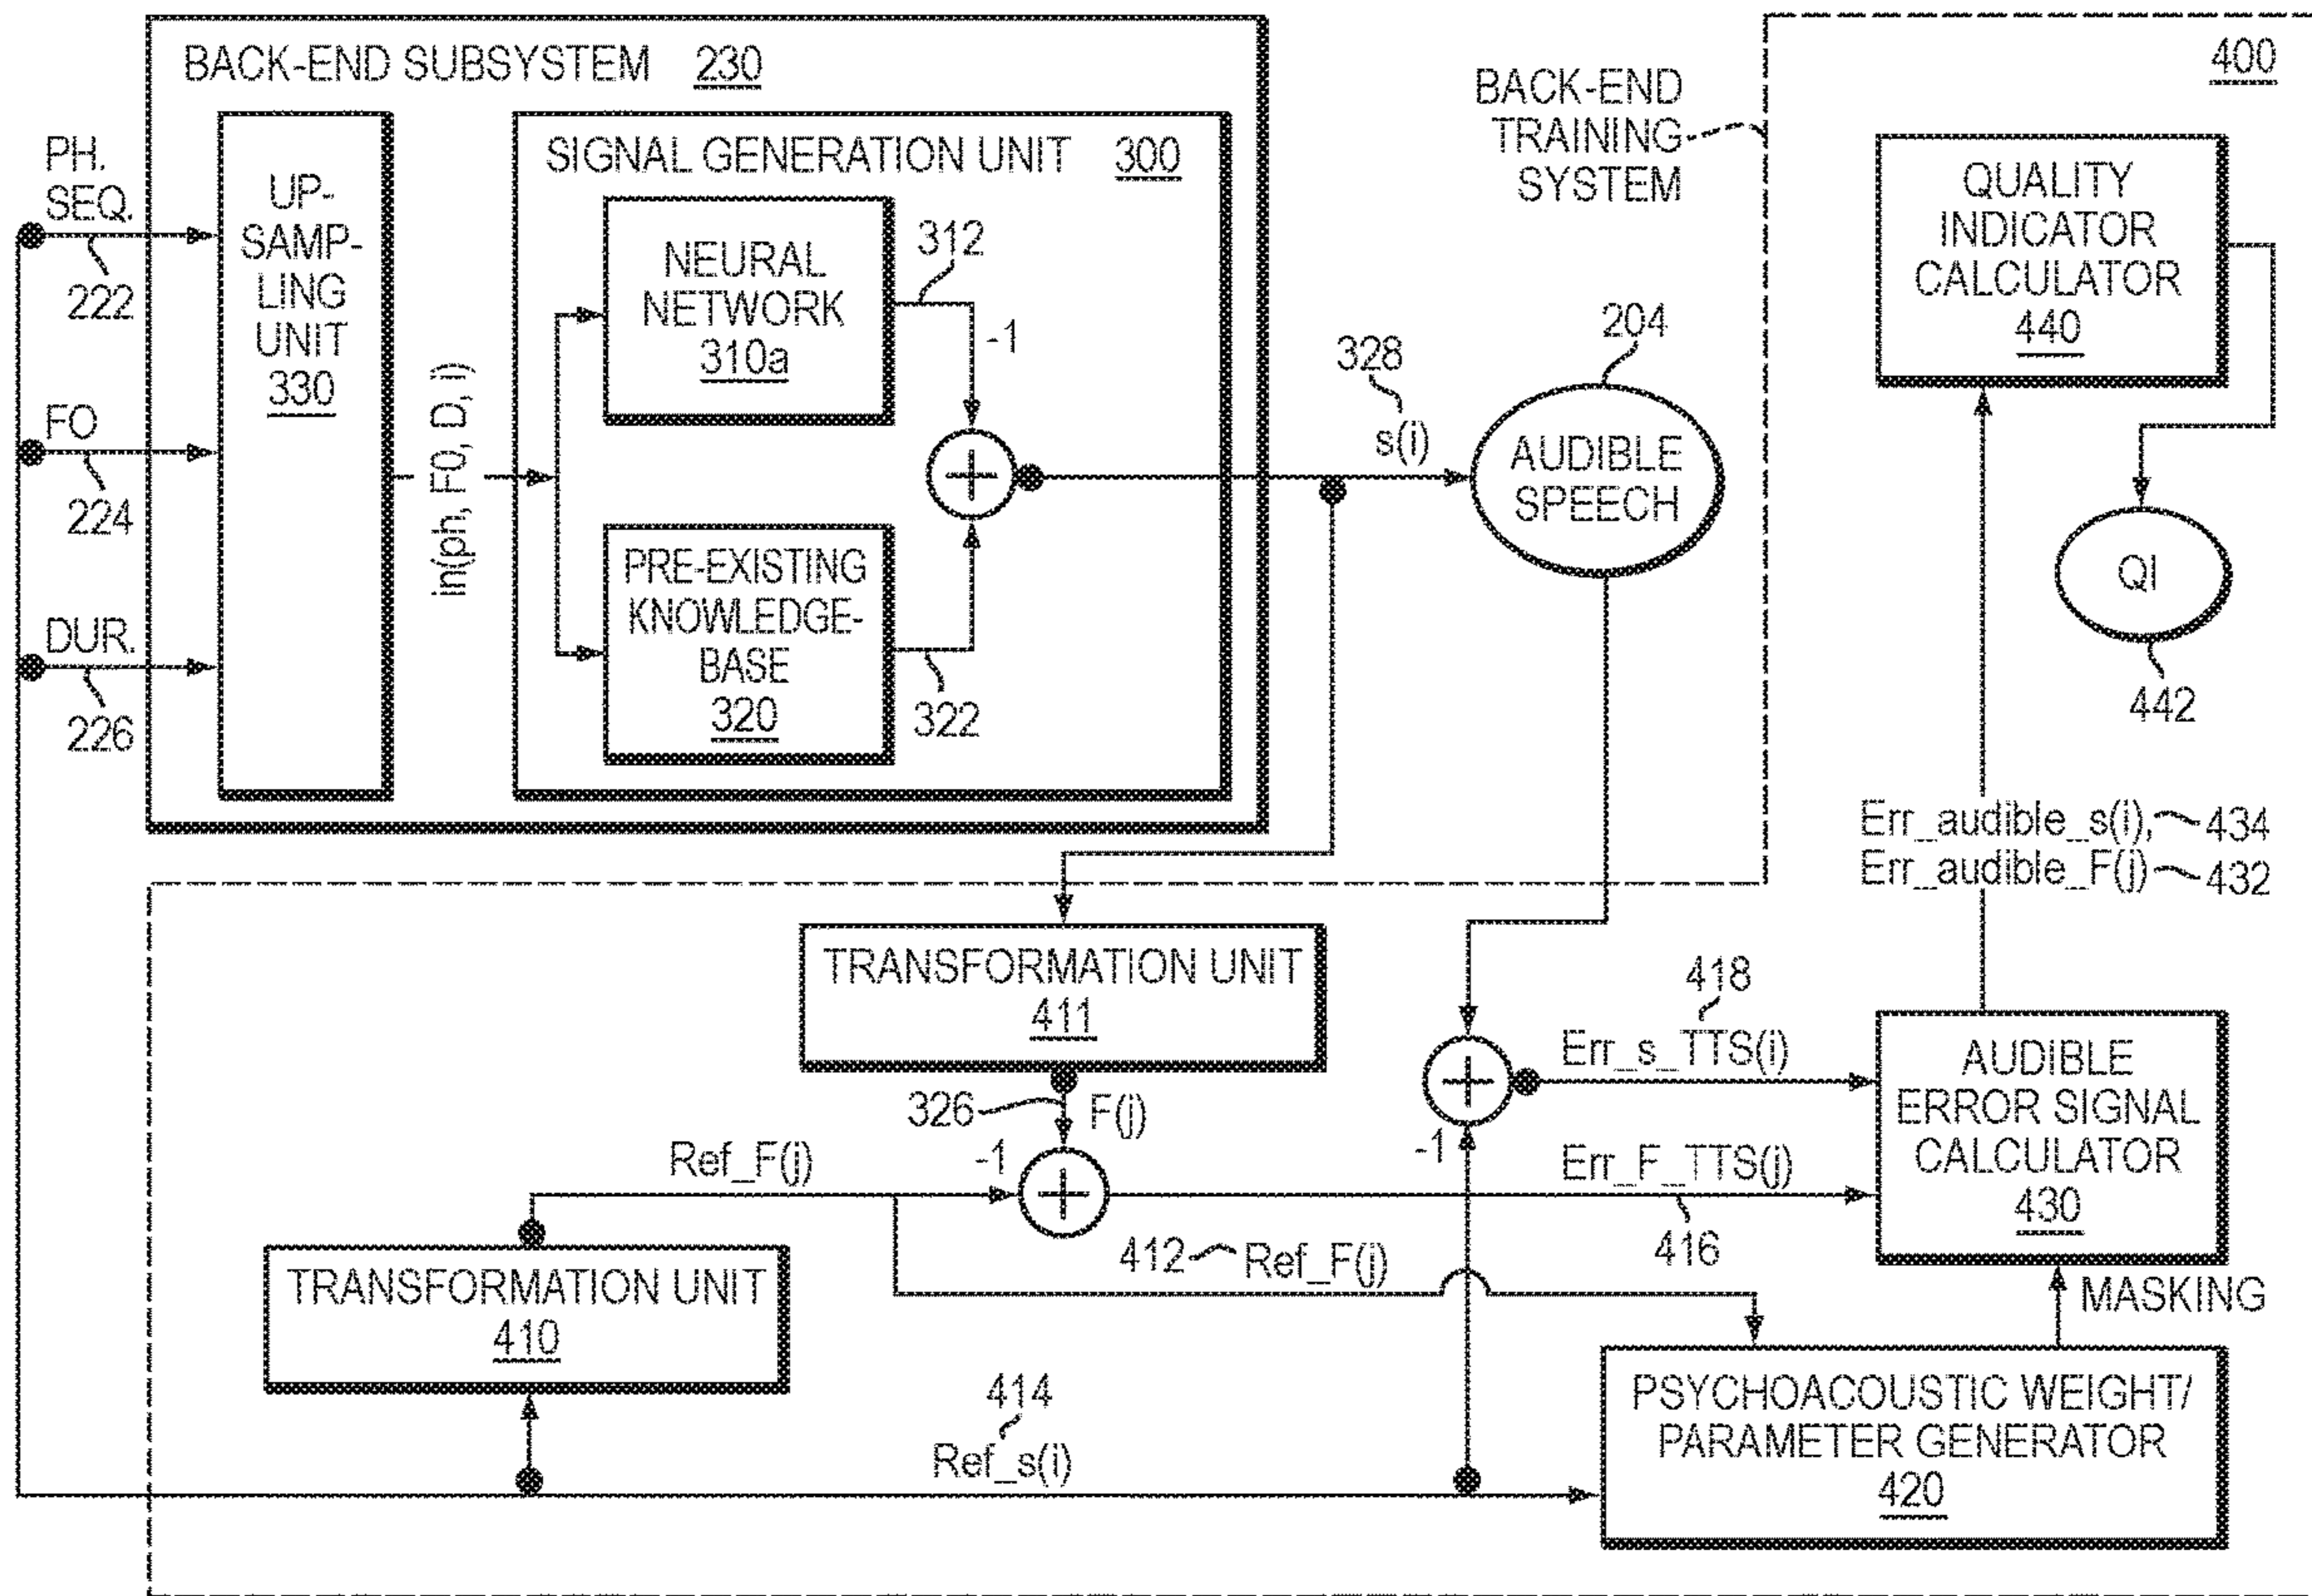 BACK-END SUBSYSTEM 230
PH.
SEQ.
222
FO
224
DUR.
226
UP-
SAMP-
LING
UNIT
330
in(ph, F0, D, i)
SIGNAL GENERATION UNIT 300
NEURAL
NETWORK
310a
312
-1
PRE-EXISTING
KNOWLEDGE-
BASE
320
322
328
s(i)
204
AUDIBLE
SPEECH
BACK-END
TRAINING
SYSTEM
400
QUALITY
INDICATOR
CALCULATOR
440
QI
442
Err_audible_s(i), 434
Err_audible_F(j) 432
TRANSFORMATION UNIT
411
326
F(j)
Ref_F(j)
-1
418
Err_s_TTS(i)
-1
Err_F_TTS(j)
416
412 Ref_F(j)
AUDIBLE
ERROR SIGNAL
CALCULATOR
430
MASKING
TRANSFORMATION UNIT
410
414
Ref_s(i)
PSYCHOACOUSTIC WEIGHT/
PARAMETER GENERATOR
420